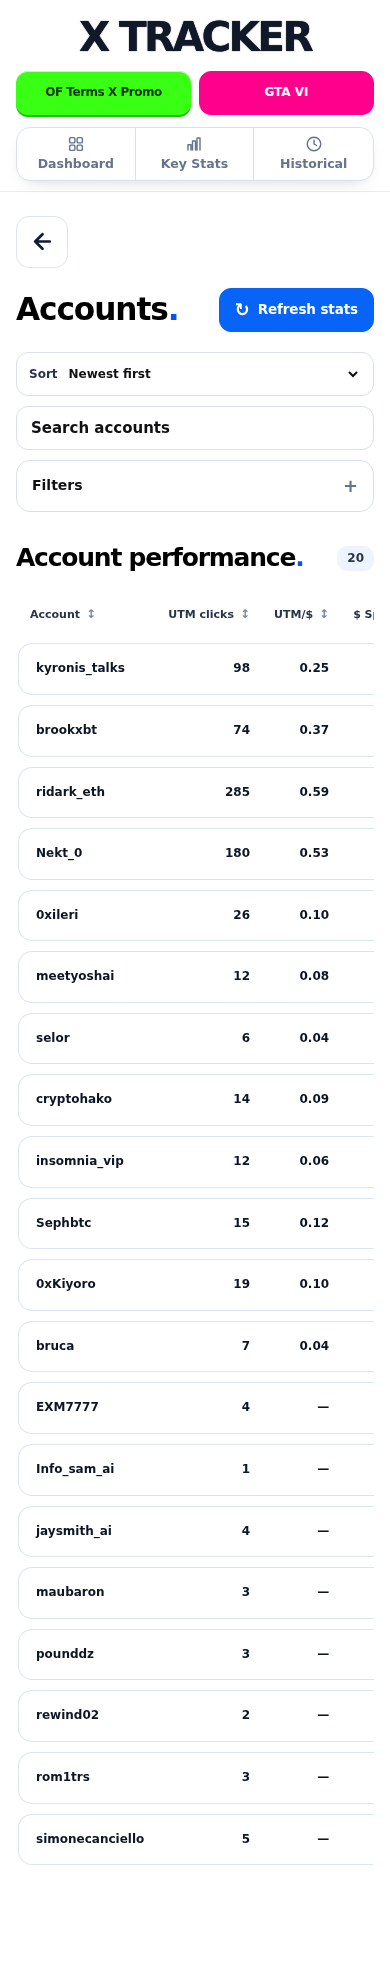 X TRACKER
OF Terms X Promo
GTA VI
Dashboard
Key Stats
Historical
Accounts.
↻ Refresh stats
Sort Newest first
Search accounts
Filters +
Account performance. 20
Account ↕ UTM clicks ↕ UTM/$ ↕ $
kyronis_talks 98 0.25
brookxbt 74 0.37
ridark_eth 285 0.59
Nekt_0 180 0.53
0xileri 26 0.10
meetyoshai 12 0.08
selor 6 0.04
cryptohako 14 0.09
insomnia_vip 12 0.06
Sephbtc 15 0.12
0xKiyoro 19 0.10
bruca 7 0.04
EXM7777 4 —
Info_sam_ai 1 —
jaysmith_ai 4 —
maubaron 3 —
pounddz 3 —
rewind02 2 —
rom1trs 3 —
simonecanciello 5 —